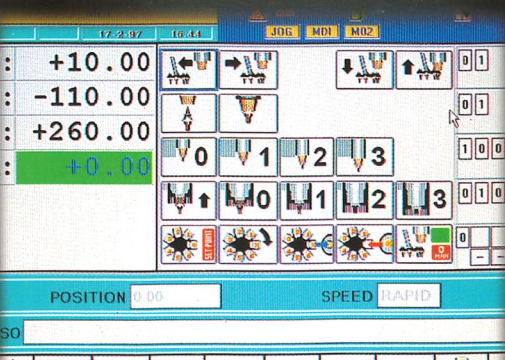 17-2-97 16.44 JOG MDI M02
: +10.00
: -110.00
: +260.00
: +0.00
01
01
0 1 2 3 100
0 1 2 3 010
SET-POINT 0 MAN 0
POSITION 0.00 SPEED RAPID
SO